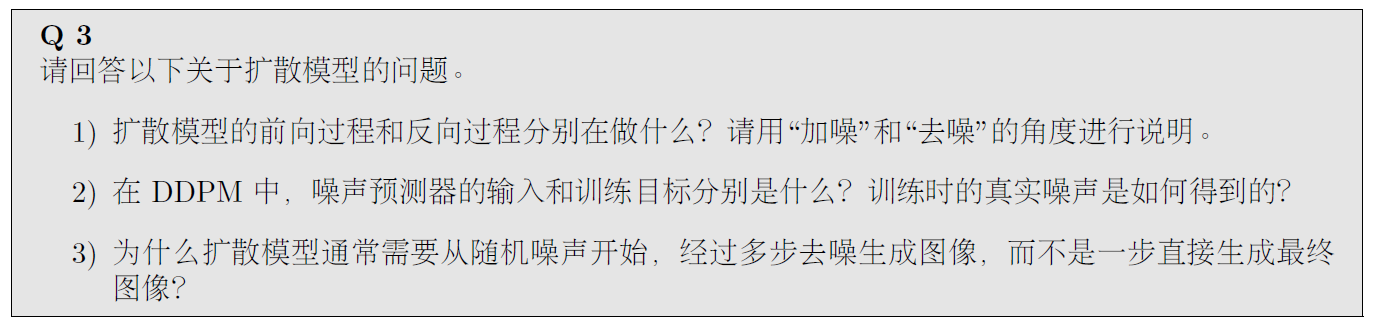 Q 3
请回答以下关于扩散模型的问题。
1) 扩散模型的前向过程和反向过程分别在做什么？请用“加噪”和“去噪”的角度进行说明。
2) 在 DDPM 中，噪声预测器的输入和训练目标分别是什么？训练时的真实噪声是如何得到的？
3) 为什么扩散模型通常需要从随机噪声开始，经过多步去噪生成图像，而不是一步直接生成最终
图像？